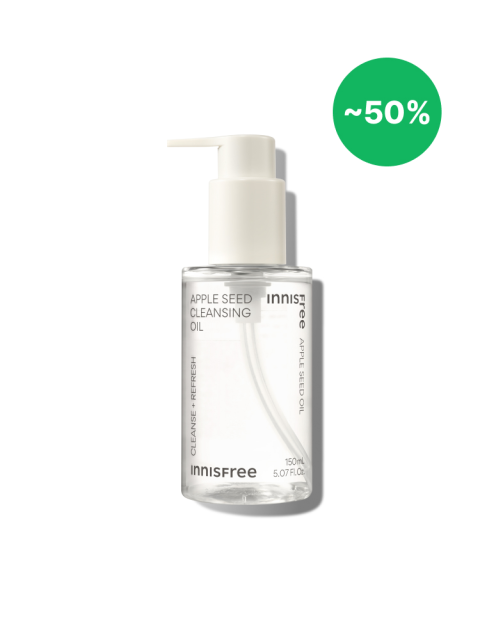 ~50%
APPLE SEED
CLEANSING
OIL
INNISFree
APPLE SEED OIL
CLEANSE + REFRESH
INNISFree
150mL
5.07 Fl.Oz.